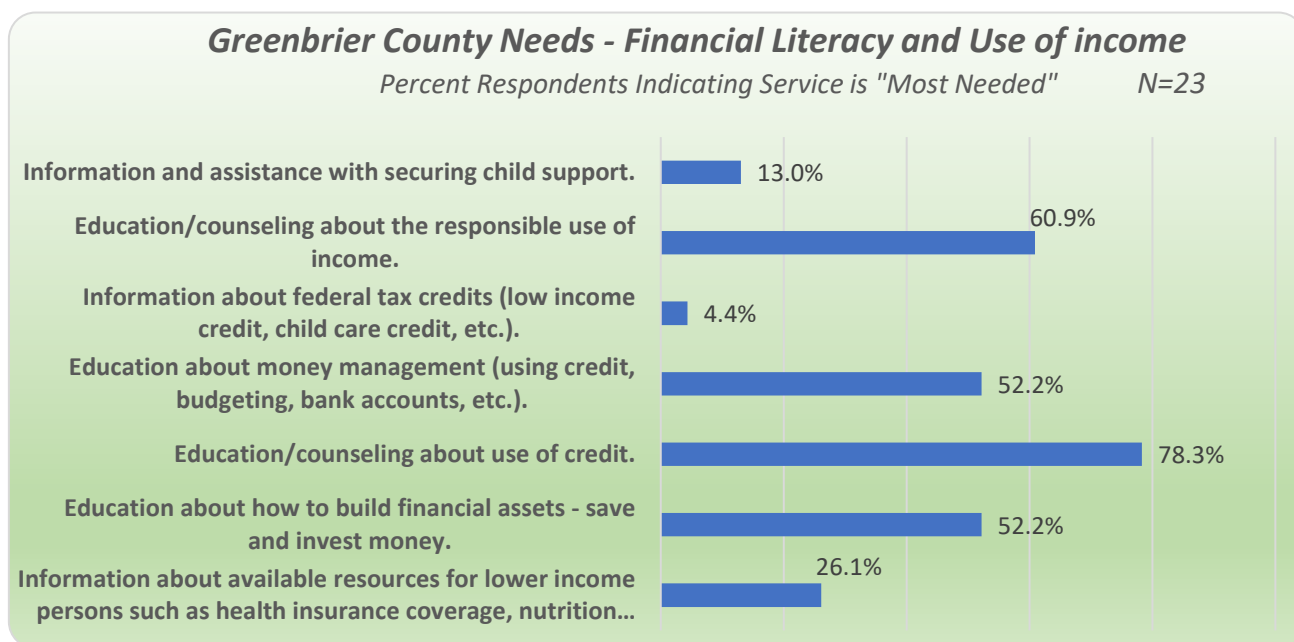 Greenbrier County Needs - Financial Literacy and Use of income
Percent Respondents Indicating Service is "Most Needed" N=23
Information and assistance with securing child support.
13.0%
Education/counseling about the responsible use of
income.
60.9%
Information about federal tax credits (low income
credit, child care credit, etc.).
4.4%
Education about money management (using credit,
budgeting, bank accounts, etc.).
52.2%
Education/counseling about use of credit.
78.3%
Education about how to build financial assets - save
and invest money.
52.2%
Information about available resources for lower income
persons such as health insurance coverage, nutrition…
26.1%